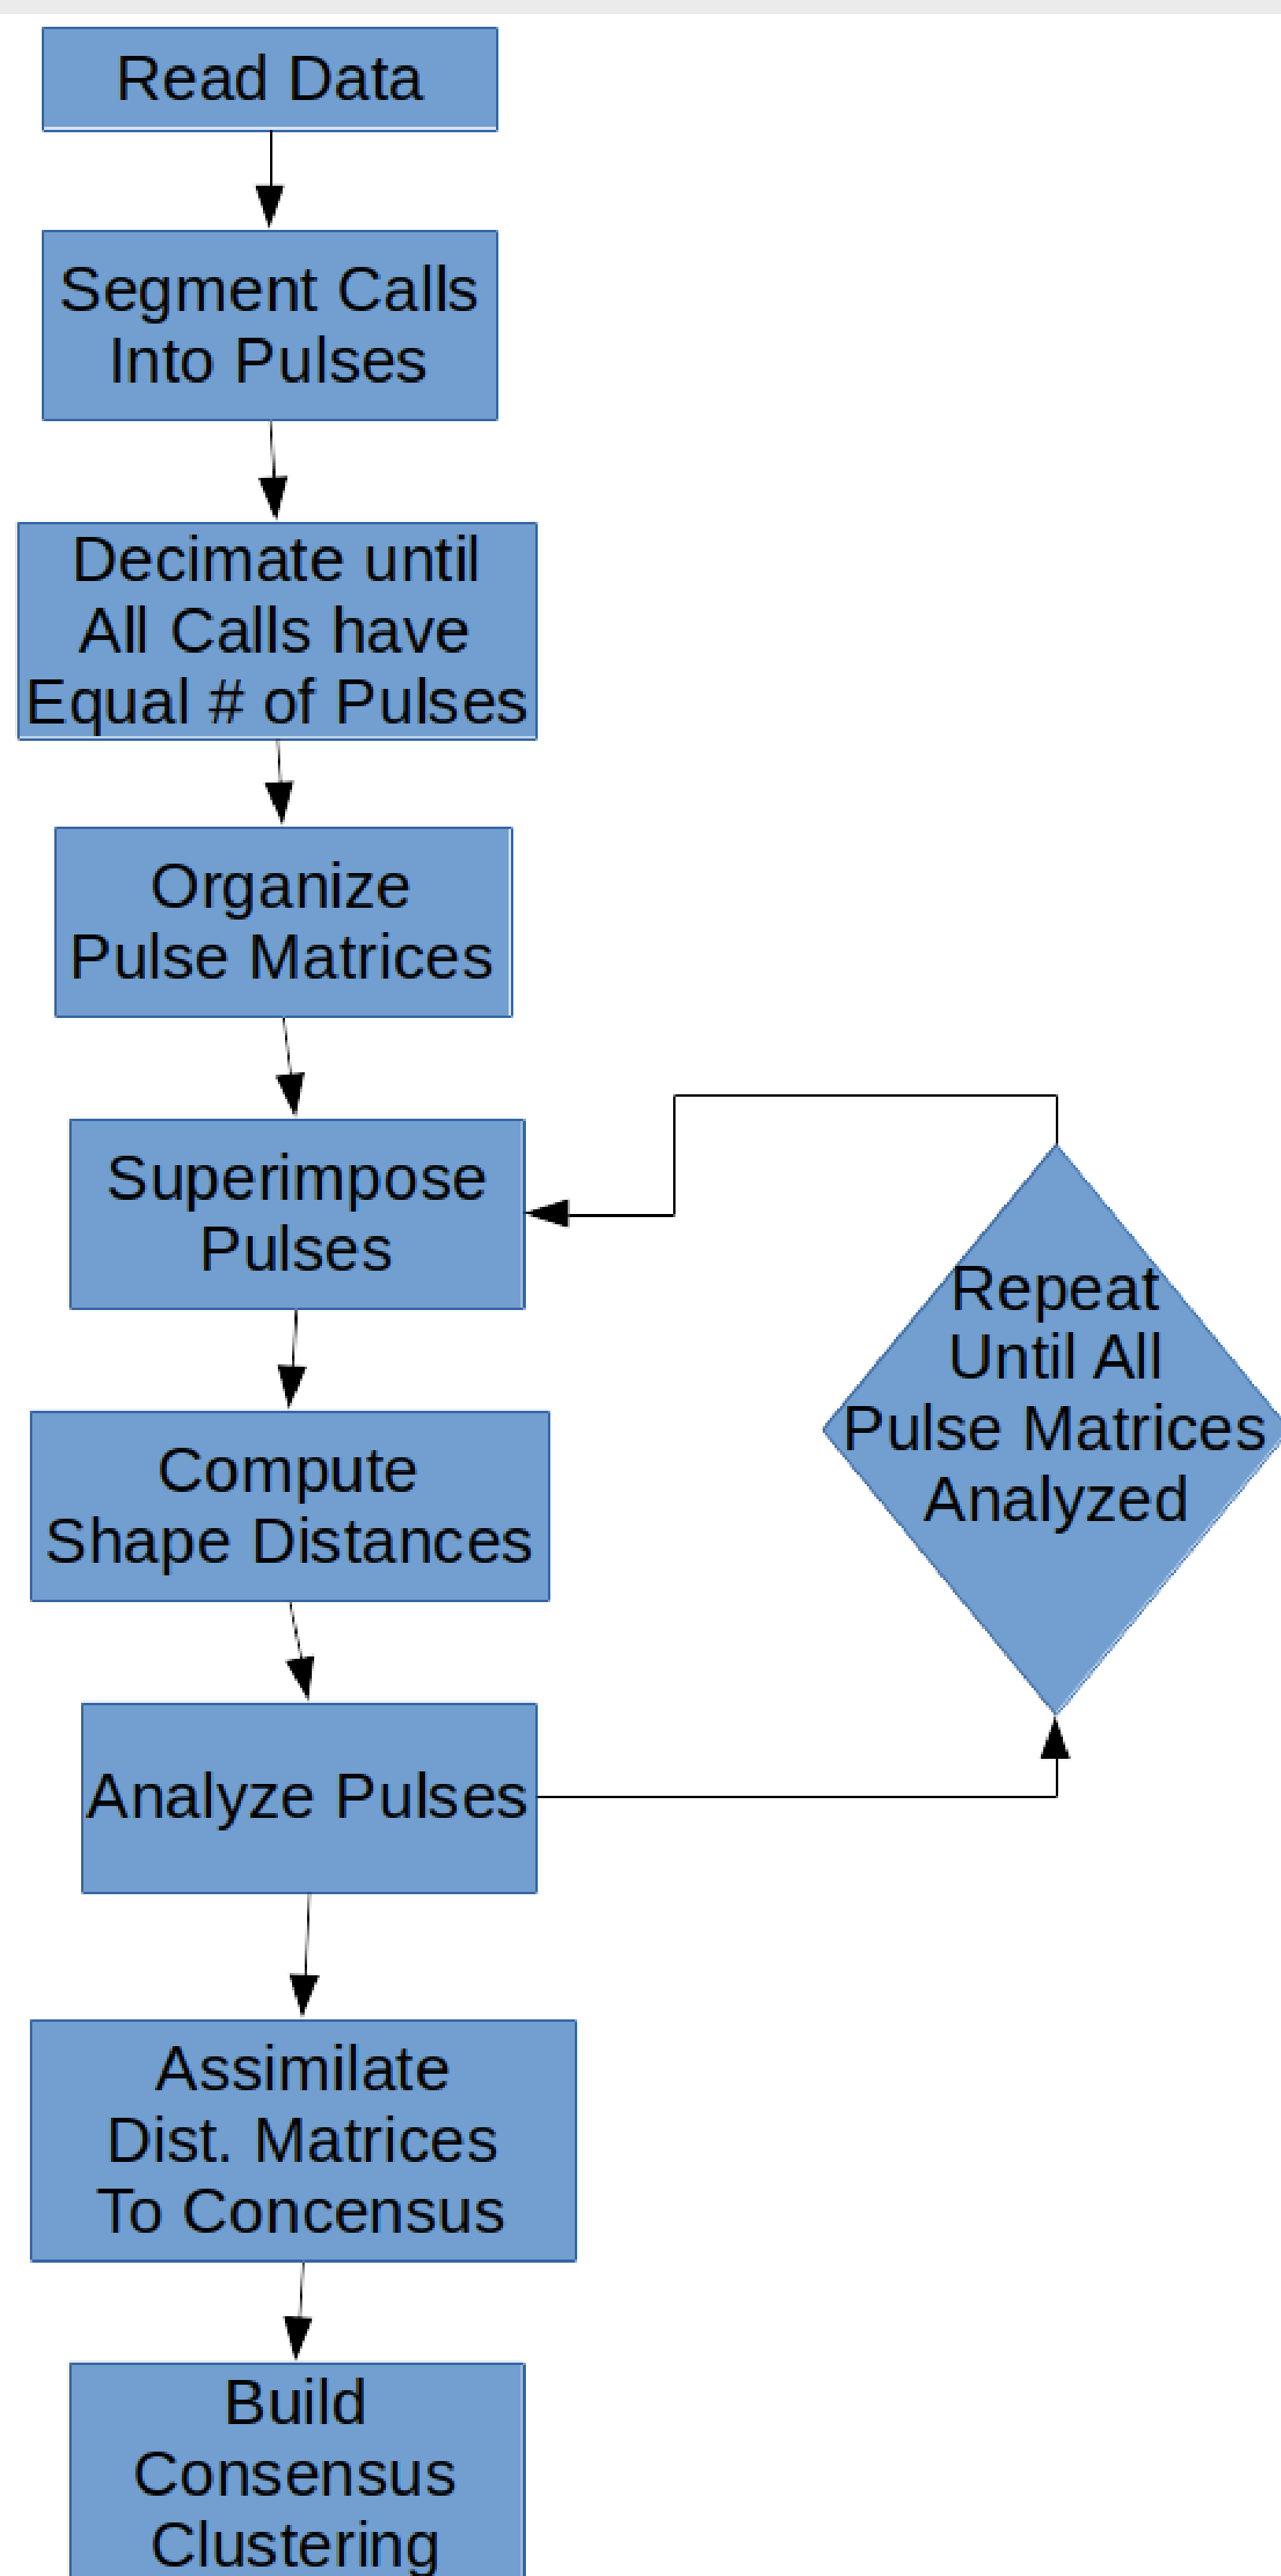 Read Data
Segment Calls
Into Pulses
Decimate until
All Calls have
Equal # of Pulses
Organize
Pulse Matrices
Superimpose
Pulses
Repeat
Until All
Pulse Matrices
Analyzed
Compute
Shape Distances
Analyze Pulses
Assimilate
Dist. Matrices
To Concensus
Build
Consensus
Clustering